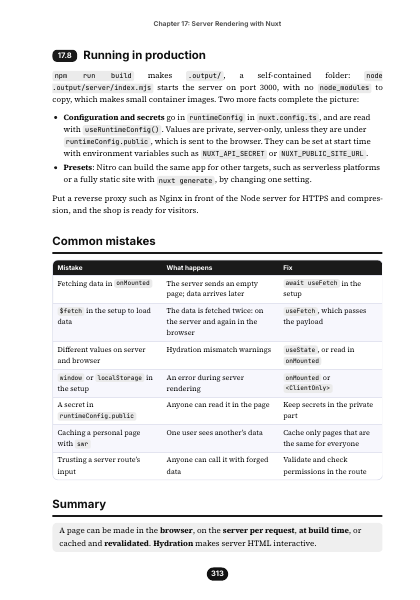 Chapter 17: Server Rendering with Nuxt
17.8 Running in production
npm run build makes .output/, a self-contained folder: node
.output/server/index.mjs starts the server on port 3000, with no node_modules to
copy, which makes small container images. Two more facts complete the picture:
• Configuration and secrets go in runtimeConfig in nuxt.config.ts, and are read
with useRuntimeConfig(). Values are private, server-only, unless they are under
runtimeConfig.public, which is sent to the browser. They can be set at start time
with environment variables such as NUXT_API_SECRET or NUXT_PUBLIC_SITE_URL.
• Presets: Nitro can build the same app for other targets, such as serverless platforms
or a fully static site with nuxt generate, by changing one setting.
Put a reverse proxy such as Nginx in front of the Node server for HTTPS and compres-
sion, and the shop is ready for visitors.
Common mistakes
Mistake What happens Fix
Fetching data in onMounted The server sends an empty await useFetch in the
page; data arrives later setup
$fetch in the setup to load The data is fetched twice: on useFetch, which passes
data the server and again in the the payload
browser
Different values on server Hydration mismatch warnings useState, or read in
and browser onMounted
window or localStorage in An error during server onMounted or
the setup rendering <ClientOnly>
A secret in Anyone can read it in the page Keep secrets in the private
runtimeConfig.public part
Caching a personal page One user sees another's data Cache only pages that are
with swr the same for everyone
Trusting a server route's Anyone can call it with forged Validate and check
input data permissions in the route
Summary
A page can be made in the browser, on the server per request, at build time, or
cached and revalidated. Hydration makes server HTML interactive.
313